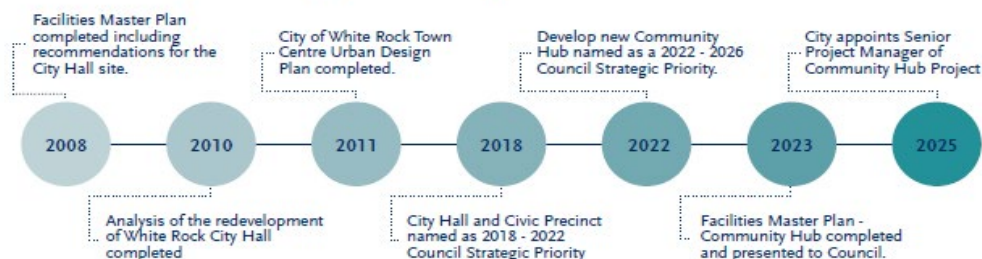 Facilities Master Plan
completed including
recommendations for the
City Hall site.
City of White Rock Town
Centre Urban Design
Plan completed.
Develop new Community
Hub named as a 2022 - 2026
Council Strategic Priority.
City appoints Senior
Project Manager of
Community Hub Project
2008
2010
2011
2018
2022
2023
2025
Analysis of the redevelopment
of White Rock City Hall
completed
City Hall and Civic Precinct
named as 2018 - 2022
Council Strategic Priority
Facilities Master Plan -
Community Hub completed
and presented to Council.